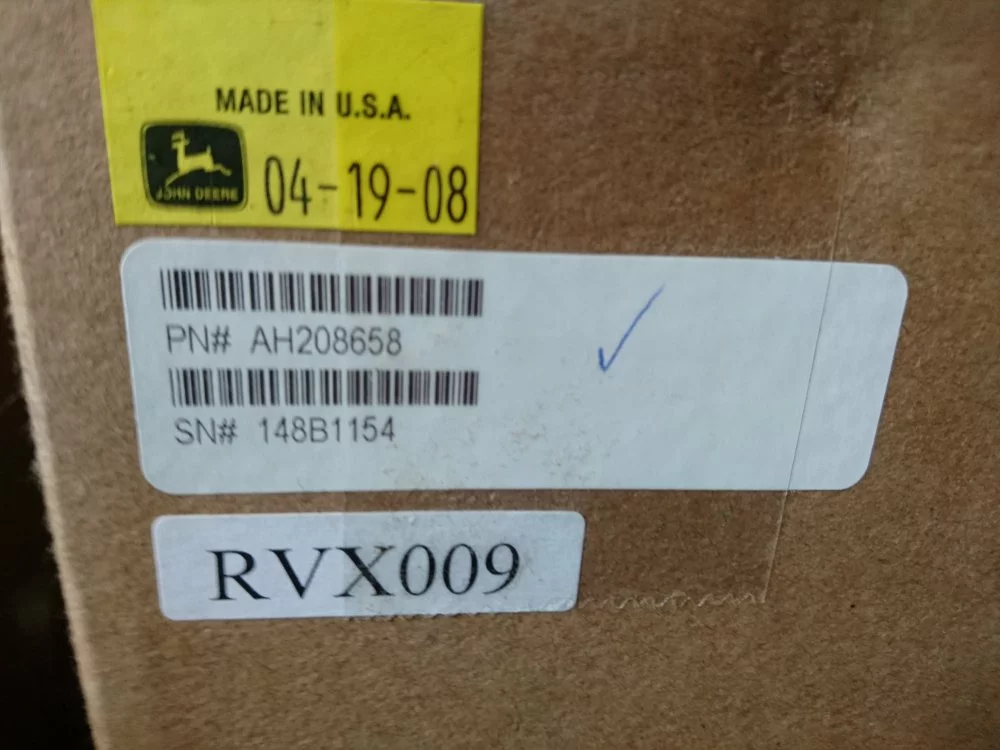 MADE IN U.S.A.
JOHN DEERE
04-19-08
PN# AH208658
SN# 148B1154
RVX009